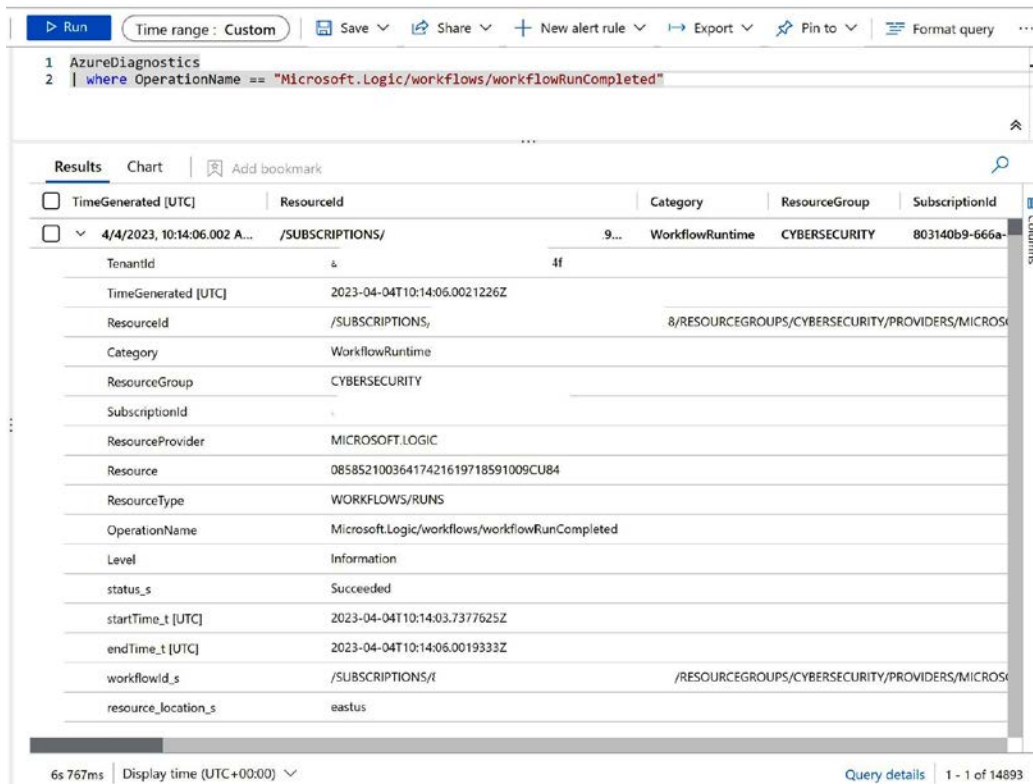 Run Time range : Custom Save Share New alert rule Export Pin to Format query ...
1 AzureDiagnostics
2 | where OperationName == "Microsoft.Logic/workflows/workflowRunCompleted"
...
Results Chart Add bookmark
TimeGenerated [UTC] ResourceId Category ResourceGroup SubscriptionId
4/4/2023, 10:14:06.002 A... /SUBSCRIPTIONS/ 9... WorkflowRuntime CYBERSECURITY 803140b9-666a-
Columns
TenantId 4f
TimeGenerated [UTC] 2023-04-04T10:14:06.0021226Z
ResourceId /SUBSCRIPTIONS/ 8/RESOURCEGROUPS/CYBERSECURITY/PROVIDERS/MICROSO
Category WorkflowRuntime
ResourceGroup CYBERSECURITY
SubscriptionId
ResourceProvider MICROSOFT.LOGIC
Resource 08585210036417421619718591009CU84
ResourceType WORKFLOWS/RUNS
OperationName Microsoft.Logic/workflows/workflowRunCompleted
Level Information
status_s Succeeded
startTime_t [UTC] 2023-04-04T10:14:03.7377625Z
endTime_t [UTC] 2023-04-04T10:14:06.0019333Z
workflowId_s /SUBSCRIPTIONS/ /RESOURCEGROUPS/CYBERSECURITY/PROVIDERS/MICROSO
resource_location_s eastus
6s 767ms Display time (UTC+00:00) Query details 1 - 1 of 14893